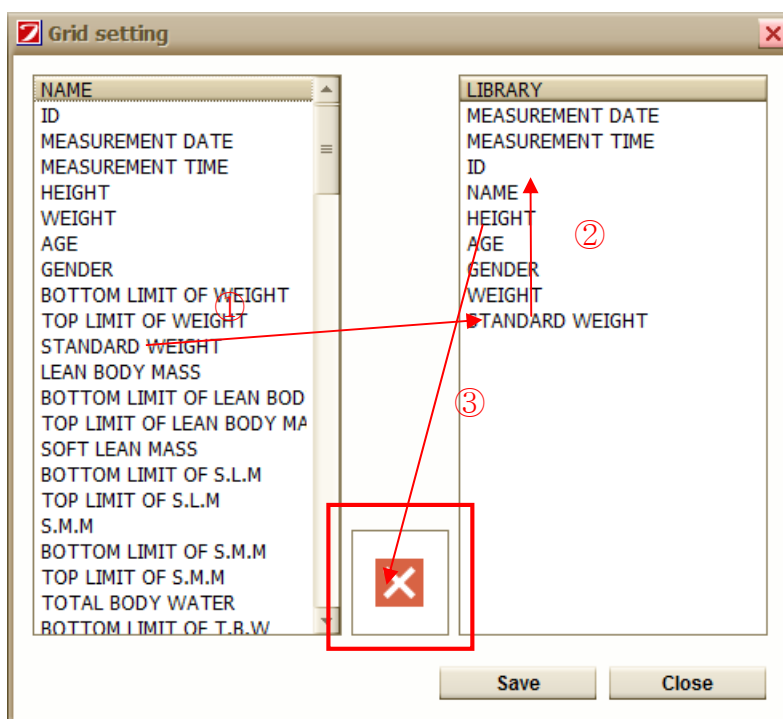 Grid setting
NAME
ID
MEASUREMENT DATE
MEASUREMENT TIME
HEIGHT
WEIGHT
AGE
GENDER
BOTTOM LIMIT OF WEIGHT
①
TOP LIMIT OF WEIGHT
STANDARD WEIGHT
LEAN BODY MASS
BOTTOM LIMIT OF LEAN BOD
TOP LIMIT OF LEAN BODY MA
SOFT LEAN MASS
BOTTOM LIMIT OF S.L.M
TOP LIMIT OF S.L.M
S.M.M
BOTTOM LIMIT OF S.M.M
TOP LIMIT OF S.M.M
TOTAL BODY WATER
BOTTOM LIMIT OF T.B.W
LIBRARY
MEASUREMENT DATE
MEASUREMENT TIME
ID
NAME
HEIGHT
②
AGE
GENDER
WEIGHT
STANDARD WEIGHT
③
Save
Close